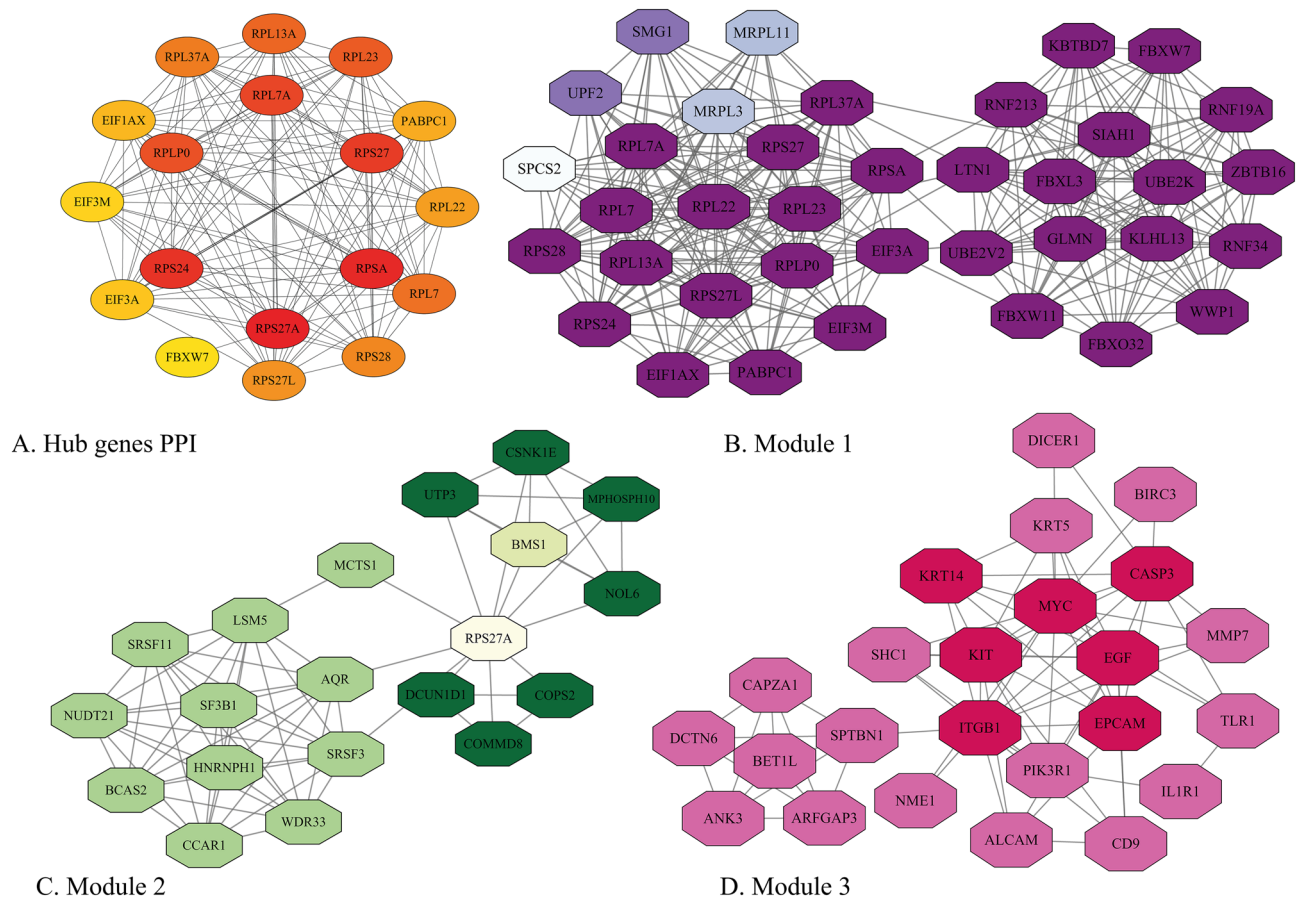 RPL13A
RPL37A
RPL23
RPL7A
EIF1AX
PABPC1
RPLP0
RPS27
EIF3M
RPL22
RPS24
RPSA
EIF3A
RPL7
RPS27A
FBXW7
RPS28
RPS27L
A. Hub genes PPI
SMG1
MRPL11
UPF2
MRPL3
RPL37A
RPL7A
RPS27
SPCS2
RPSA
RPL7
RPL22
RPL23
RPS28
RPL13A
RPLP0
EIF3A
RPS27L
RPS24
EIF3M
EIF1AX
PABPC1
KBTBD7
FBXW7
RNF213
RNF19A
SIAH1
LTN1
FBXL3
UBE2K
ZBTB16
GLMN
KLHL13
RNF34
UBE2V2
FBXW11
WWP1
FBXO32
B. Module 1
CSNK1E
UTP3
MPHOSPH10
BMS1
MCTS1
NOL6
LSM5
RPS27A
SRSF11
AQR
DCUN1D1
COPS2
NUDT21
SF3B1
COMMD8
HNRNPH1
SRSF3
BCAS2
WDR33
CCAR1
C. Module 2
DICER1
BIRC3
KRT5
KRT14
CASP3
MYC
MMP7
SHC1
KIT
EGF
CAPZA1
TLR1
DCTN6
SPTBN1
ITGB1
EPCAM
BET1L
PIK3R1
IL1R1
NME1
ANK3
ARFGAP3
ALCAM
CD9
D. Module 3